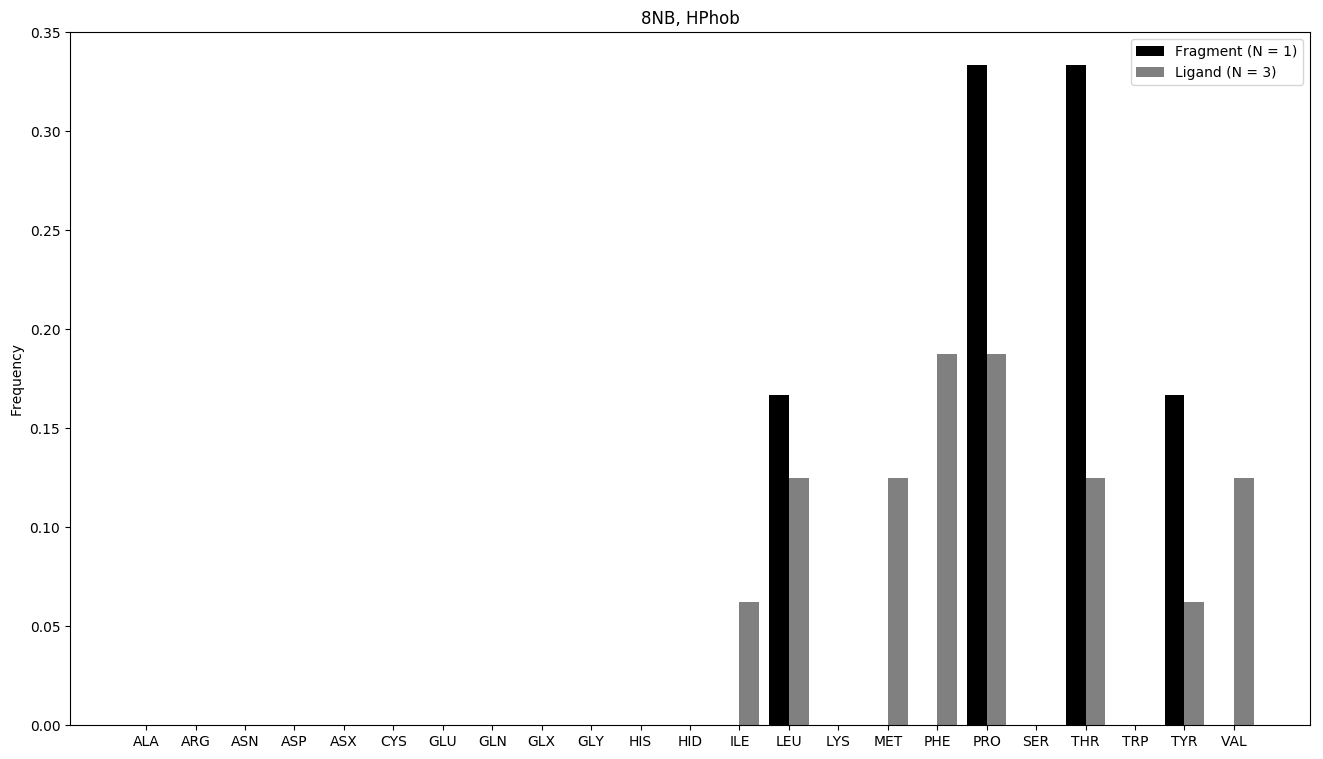 8NB, HPhob
Fragment (N = 1)
Ligand (N = 3)
Frequency
0.35
0.30
0.25
0.20
0.15
0.10
0.05
0.00
ALA ARG ASN ASP ASX CYS GLU GLN GLX GLY HIS HID ILE LEU LYS MET PHE PRO SER THR TRP TYR VAL